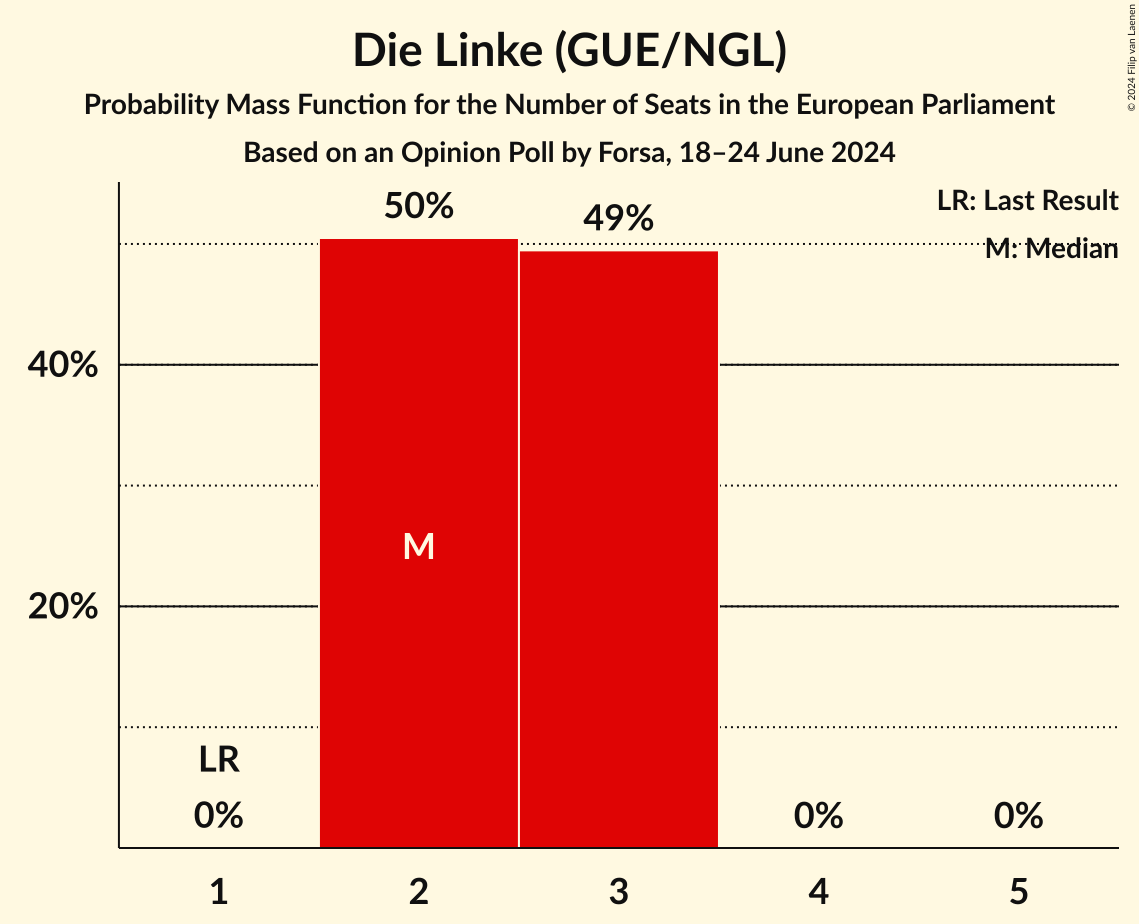 Die Linke (GUE/NGL)
Probability Mass Function for the Number of Seats in the European Parliament
Based on an Opinion Poll by Forsa, 18–24 June 2024
© 2024 Filip van Laenen
LR: Last Result
M: Median
50%
49%
40%
20%
M
LR
0%
0%
0%
1
2
3
4
5